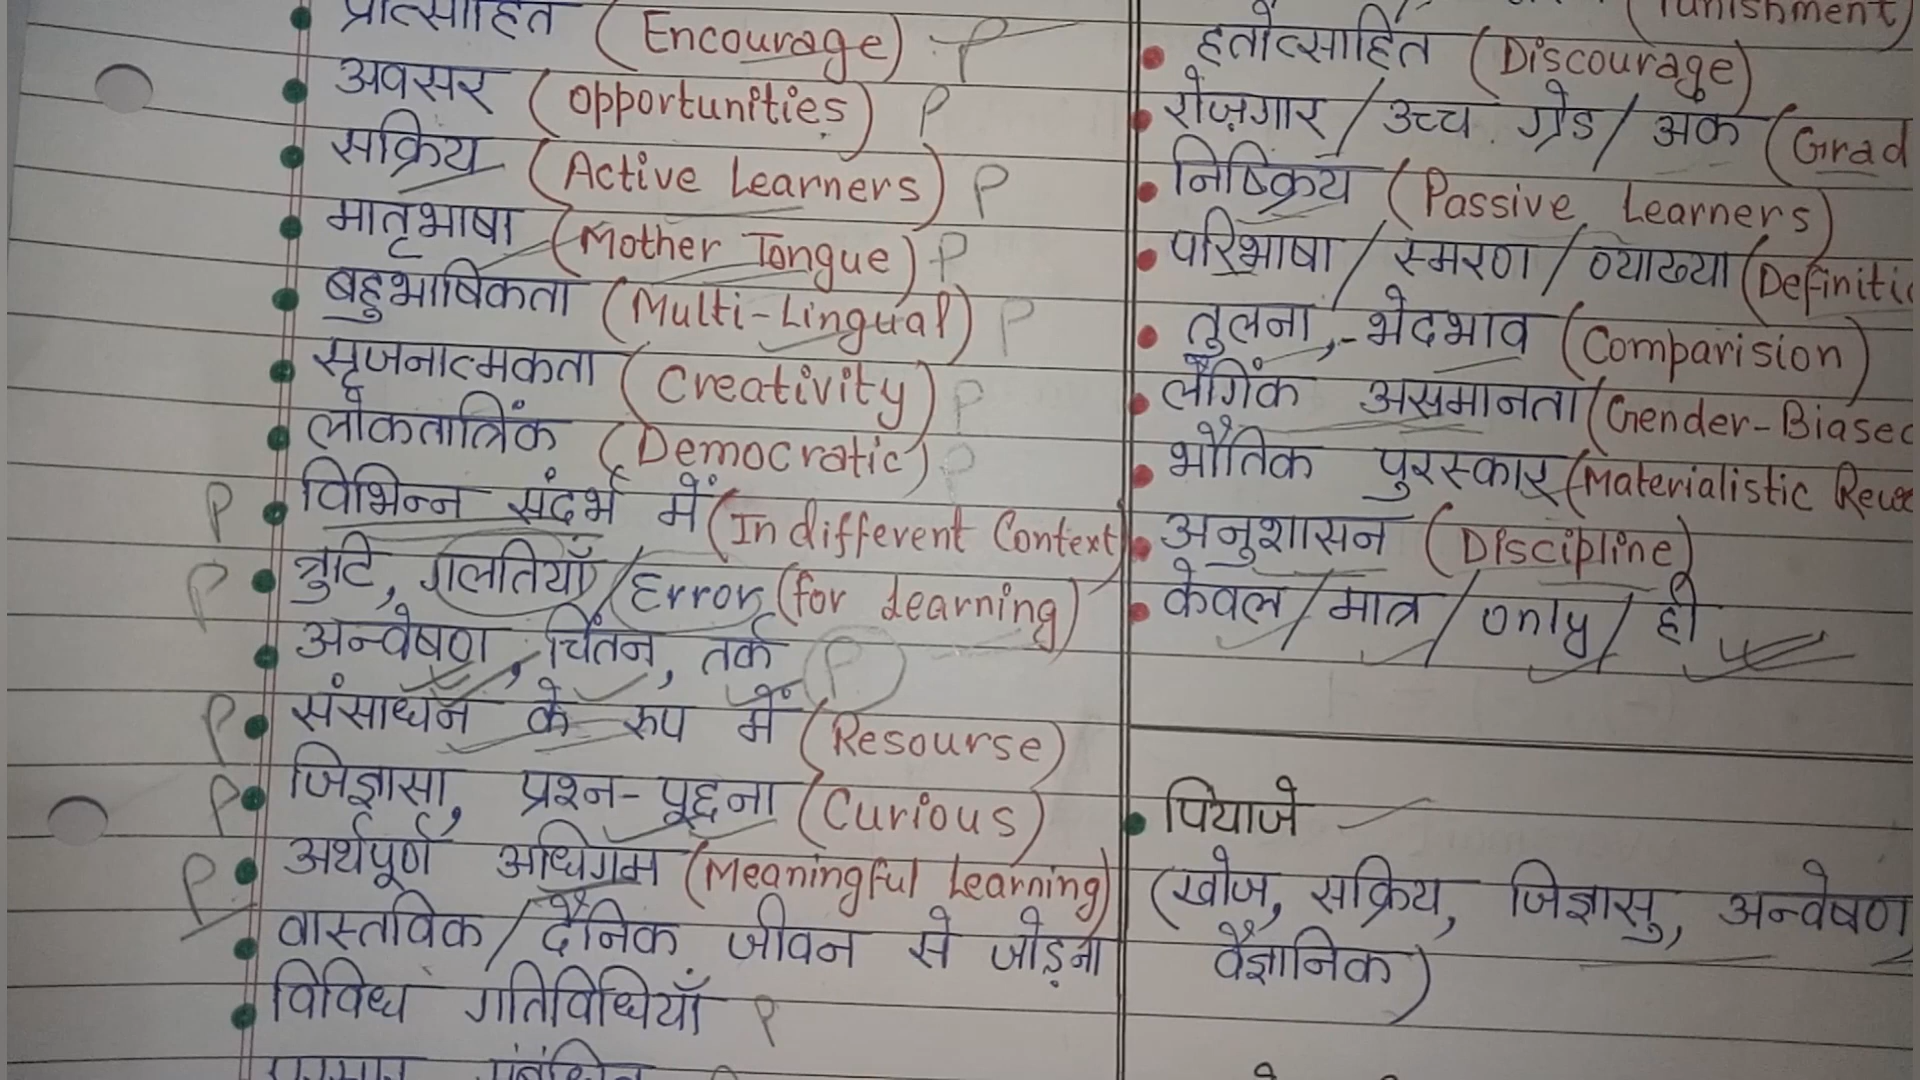 प्रोत्साहित (Encourage) P
अवसर (Opportunities) P
सक्रिय (Active Learners) P
मातृभाषा (Mother Tongue) P
बहुभाषिकता (Multi-Lingual) P
सृजनात्मकता (Creativity) P
लोकतांत्रिक (Democratic) P
P विभिन्न संदर्भ में (In different Context)
P त्रुटि, गलतियाँ/Error (for Learning)
अन्वेषण, चिंतन, तर्क P
P संसाधन के रुप में (Resourse)
P जिज्ञासा, प्रश्न-पूछना (Curious)
P अर्थपूर्ण अधिगम (Meaningful Learning)
वास्तविक/दैनिक जीवन से जोड़ना
विविध गतिविधियाँ P
हतोत्साहित (Discourage)
रोज़गार/उच्च ग्रेड/अंक (Grad
निष्क्रिय (Passive Learners)
परिभाषा/स्मरण/व्याख्या (Definitio
तुलना,-भेदभाव (Comparision)
लैंगिक असमानता (Gender-Biased
भौतिक पुरस्कार (Materialistic Rewa
अनुशासन (Discipline)
केवल/मात्र/only/ही
पियाजे
(खोज, सक्रिय, जिज्ञासु, अन्वेषण,
वैज्ञानिक)